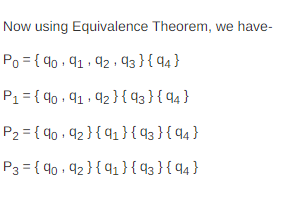 Now using Equivalence Theorem, we have-
P₀ = { q₀ , q₁ , q₂ , q₃ } { q₄ }
P₁ = { q₀ , q₁ , q₂ } { q₃ } { q₄ }
P₂ = { q₀ , q₂ } { q₁ } { q₃ } { q₄ }
P₃ = { q₀ , q₂ } { q₁ } { q₃ } { q₄ }